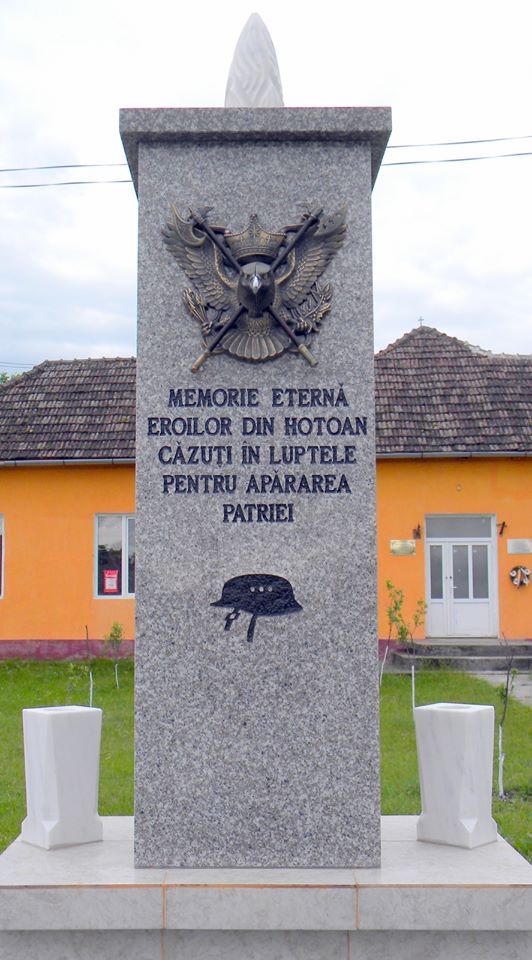 MEMORIE ETERNĂ
EROILOR DIN HOTOAN
CĂZUȚI ÎN LUPTELE
PENTRU APĂRAREA
PATRIEI